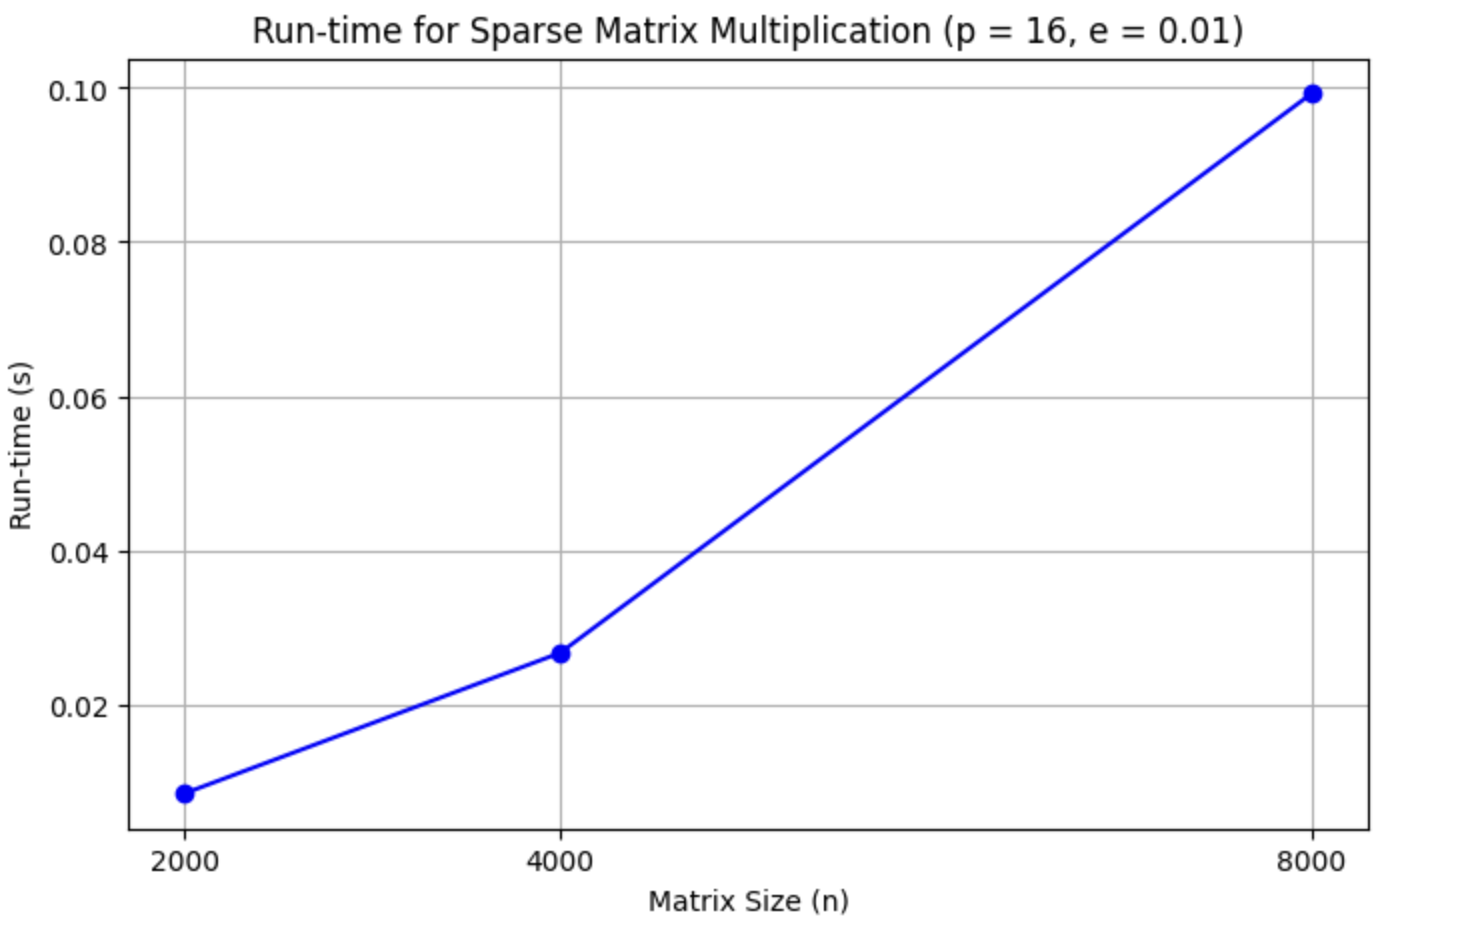 Run-time for Sparse Matrix Multiplication (p = 16, e = 0.01)
0.10
0.08
0.06
0.04
0.02
Run-time (s)
2000 4000 8000
Matrix Size (n)